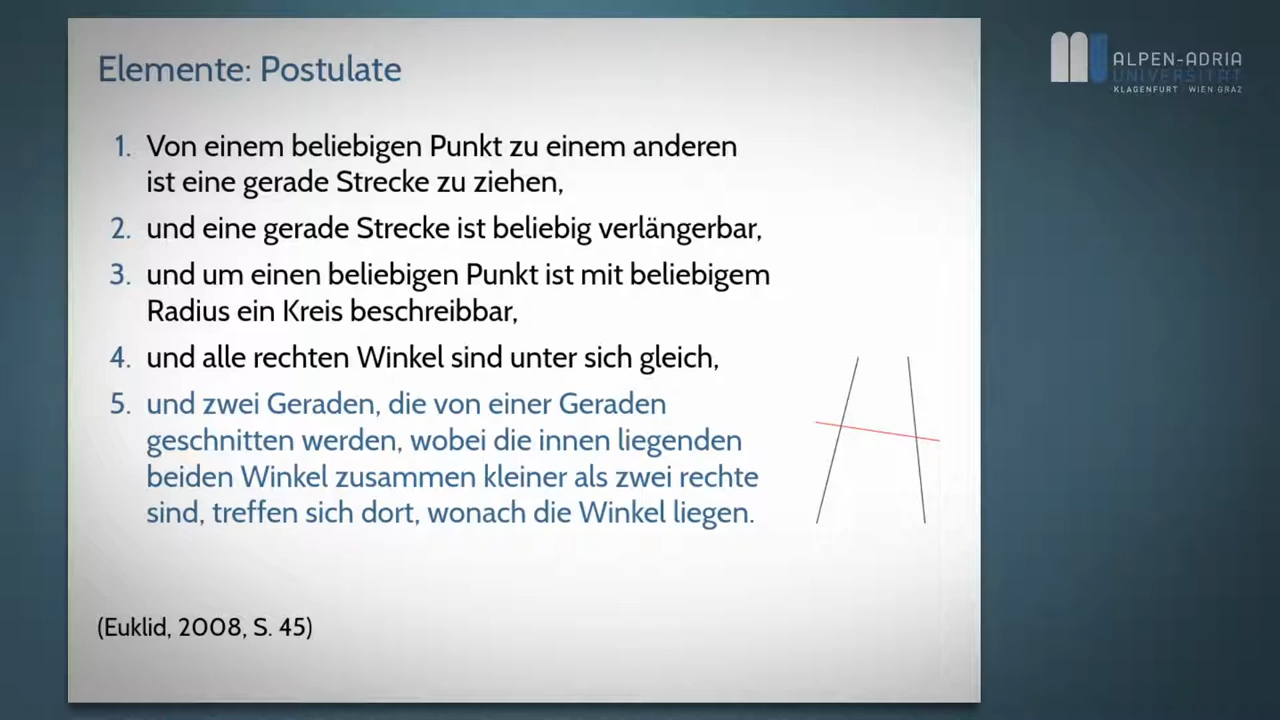 Elemente: Postulate
1. Von einem beliebigen Punkt zu einem anderen
ist eine gerade Strecke zu ziehen,
2. und eine gerade Strecke ist beliebig verlängerbar,
3. und um einen beliebigen Punkt ist mit beliebigem
Radius ein Kreis beschreibbar,
4. und alle rechten Winkel sind unter sich gleich,
5. und zwei Geraden, die von einer Geraden
geschnitten werden, wobei die innen liegenden
beiden Winkel zusammen kleiner als zwei rechte
sind, treffen sich dort, wonach die Winkel liegen.
(Euklid, 2008, S. 45)
ALPEN-ADRIA
UNIVERSITÄT
KLAGENFURT WIEN GRAZ